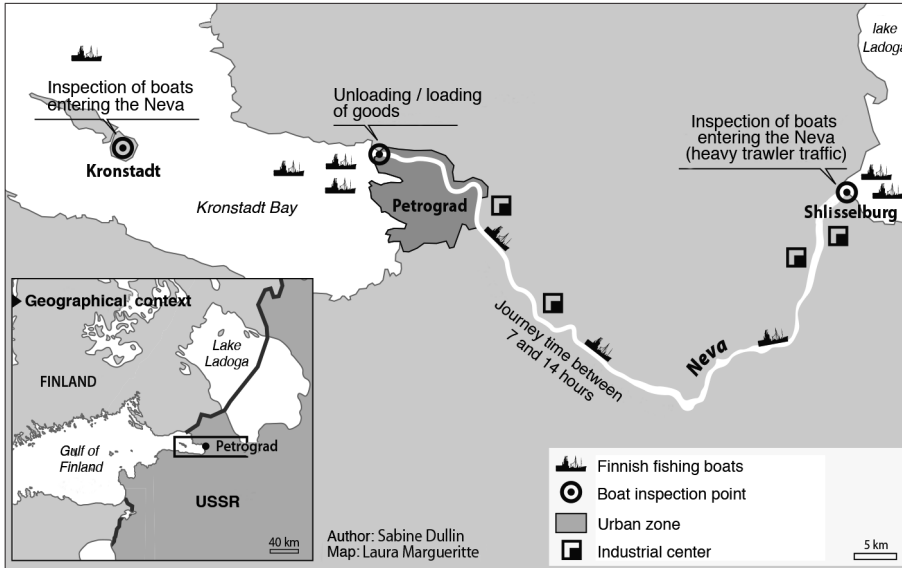 lake
Ladoga
Inspection of boats
entering the Neva
Kronstadt
Unloading / loading
of goods
Inspection of boats
entering the Neva
(heavy trawler traffic)
Shlisselburg
Kronstadt Bay
Petrograd
Journey time between
7 and 14 hours
Neva
Geographical context
Lake
Ladoga
FINLAND
Gulf of
Finland
Petrograd
USSR
40 km
Author: Sabine Dullin
Map: Laura Margueritte
Finnish fishing boats
Boat inspection point
Urban zone
Industrial center
5 km